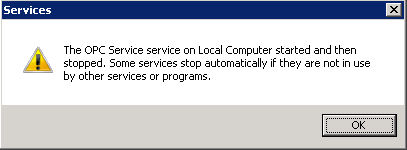 Services
The OPC Service service on Local Computer started and then
stopped. Some services stop automatically if they are not in use
by other services or programs.
OK